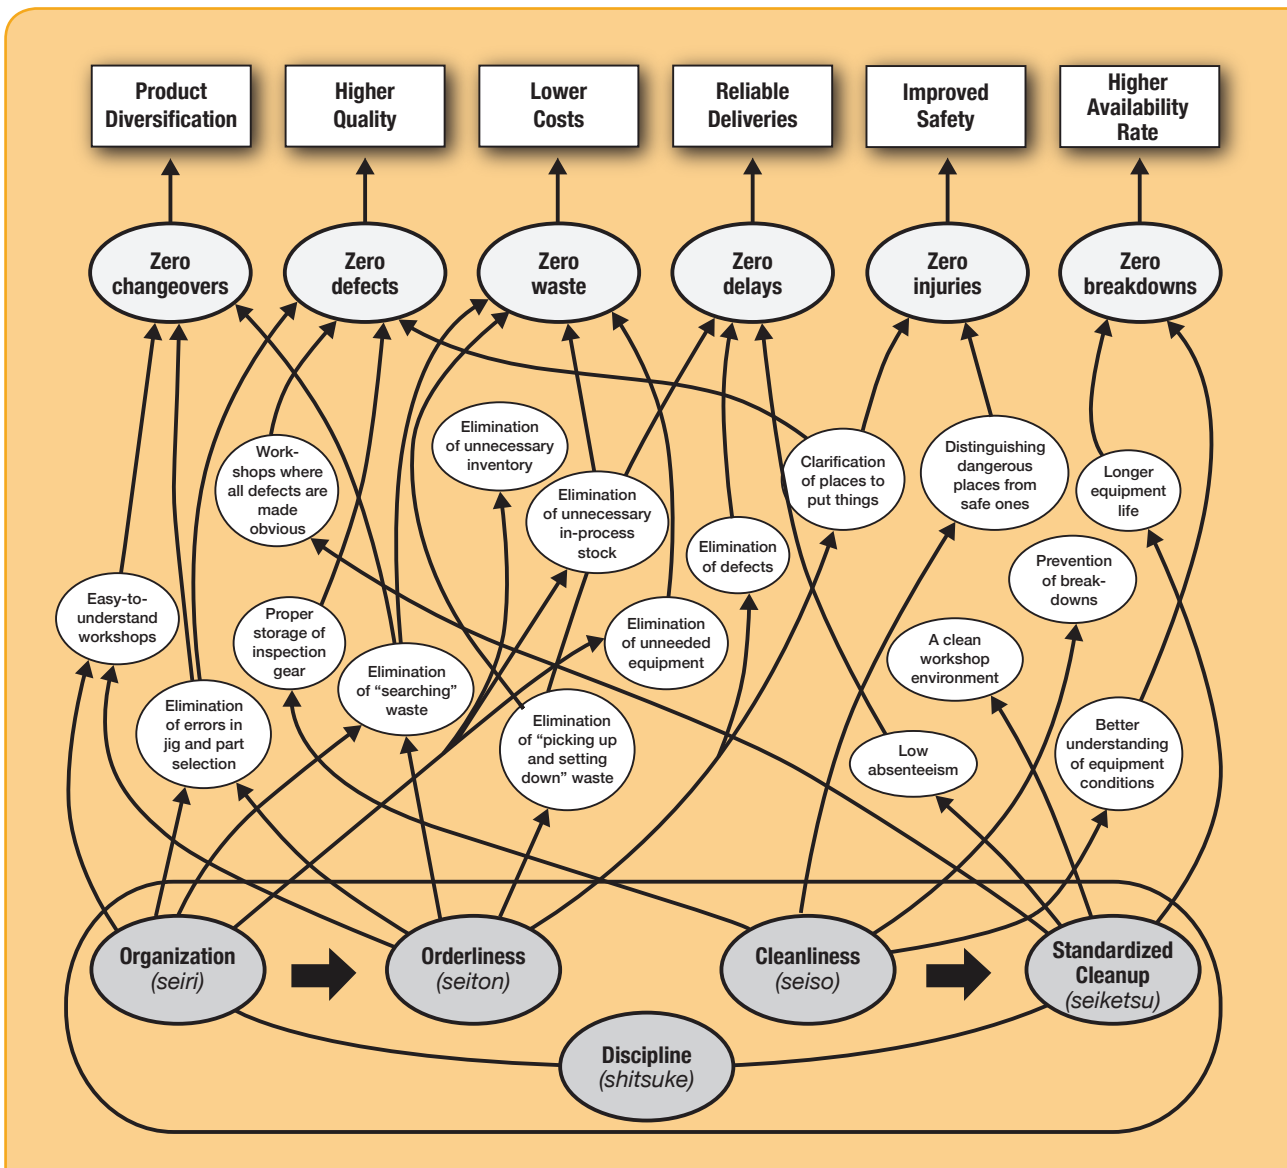 Product
Diversification
Higher
Quality
Lower
Costs
Reliable
Deliveries
Improved
Safety
Higher
Availability
Rate
Zero
changeovers
Zero
defects
Zero
waste
Zero
delays
Zero
injuries
Zero
breakdowns
Work-
shops where
all defects are
made
obvious
Elimination
of unnecessary
inventory
Elimination
of unnecessary
in-process
stock
Clarification
of places to
put things
Distinguishing
dangerous
places from
safe ones
Longer
equipment
life
Elimination
of defects
Prevention
of break-
downs
Easy-to-
understand
workshops
Proper
storage of
inspection
gear
Elimination
of unneeded
equipment
A clean
workshop
environment
Elimination
of “searching”
waste
Elimination
of errors in
jig and part
selection
Elimination
of “picking up
and setting
down” waste
Low
absenteeism
Better
understanding
of equipment
conditions
Organization
(seiri)
Orderliness
(seiton)
Cleanliness
(seiso)
Standardized
Cleanup
(seiketsu)
Discipline
(shitsuke)